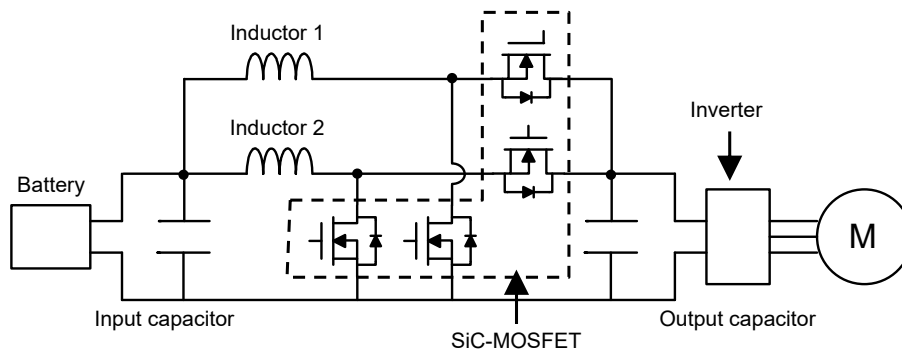 Inductor 1
Inductor 2
Inverter
Battery
M
Input capacitor
Output capacitor
SiC-MOSFET